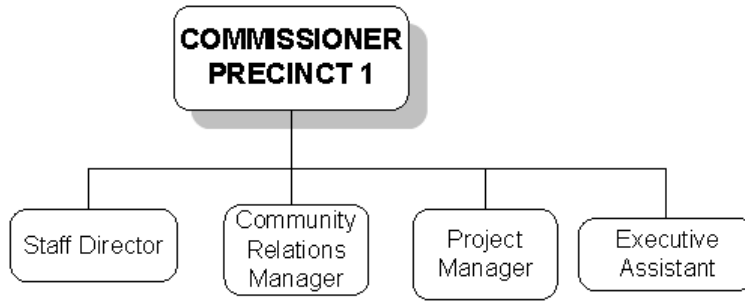 COMMISSIONER
PRECINCT 1
Staff Director
Community
Relations
Manager
Project
Manager
Executive
Assistant